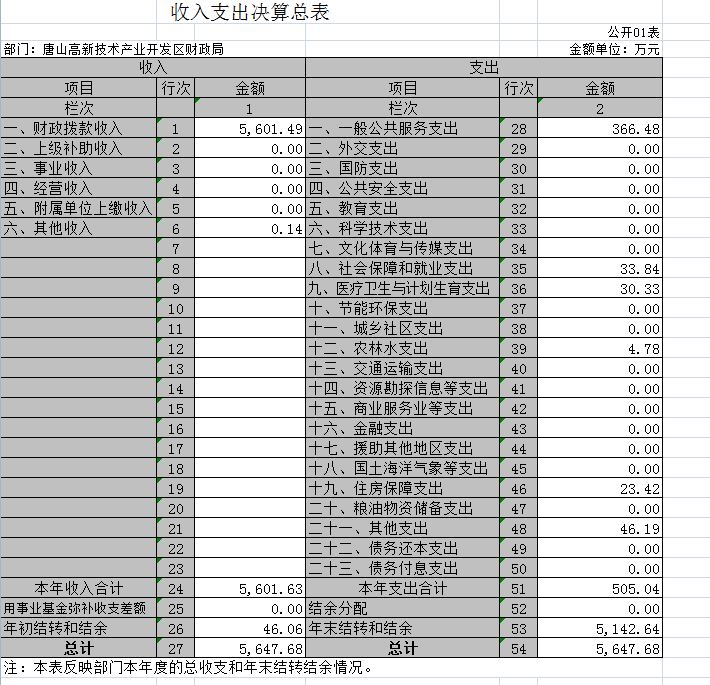 收入支出决算总表
公开01表
部门：唐山高新技术产业开发区财政局 金额单位：万元
收入 支出
项目 行次 金额 项目 行次 金额
栏次 1 栏次 2
一、财政拨款收入 1 5,601.49 一、一般公共服务支出 28 366.48
二、上级补助收入 2 0.00 二、外交支出 29 0.00
三、事业收入 3 0.00 三、国防支出 30 0.00
四、经营收入 4 0.00 四、公共安全支出 31 0.00
五、附属单位上缴收入 5 0.00 五、教育支出 32 0.00
六、其他收入 6 0.14 六、科学技术支出 33 0.00
7 七、文化体育与传媒支出 34 0.00
8 八、社会保障和就业支出 35 33.84
9 九、医疗卫生与计划生育支出 36 30.33
10 十、节能环保支出 37 0.00
11 十一、城乡社区支出 38 0.00
12 十二、农林水支出 39 4.78
13 十三、交通运输支出 40 0.00
14 十四、资源勘探信息等支出 41 0.00
15 十五、商业服务业等支出 42 0.00
16 十六、金融支出 43 0.00
17 十七、援助其他地区支出 44 0.00
18 十八、国土海洋气象等支出 45 0.00
19 十九、住房保障支出 46 23.42
20 二十、粮油物资储备支出 47 0.00
21 二十一、其他支出 48 46.19
22 二十二、债务还本支出 49 0.00
23 二十三、债务付息支出 50 0.00
本年收入合计 24 5,601.63 本年支出合计 51 505.04
用事业基金弥补收支差额 25 0.00 结余分配 52 0.00
年初结转和结余 26 46.06 年末结转和结余 53 5,142.64
总计 27 5,647.68 总计 54 5,647.68
注：本表反映部门本年度的总收支和年末结转结余情况。